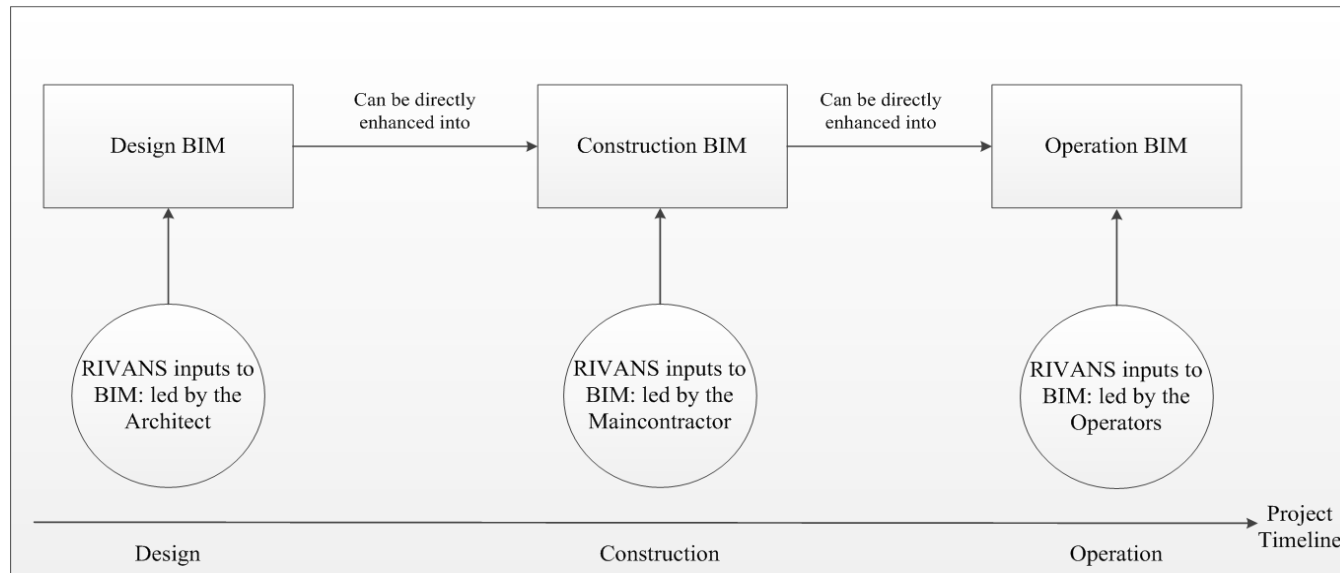 Design BIM
Can be directly
enhanced into
Construction BIM
Can be directly
enhanced into
Operation BIM
RIVANS inputs to
BIM: led by the
Architect
RIVANS inputs to
BIM: led by the
Maincontractor
RIVANS inputs to
BIM: led by the
Operators
Project
Timeline
Design
Construction
Operation